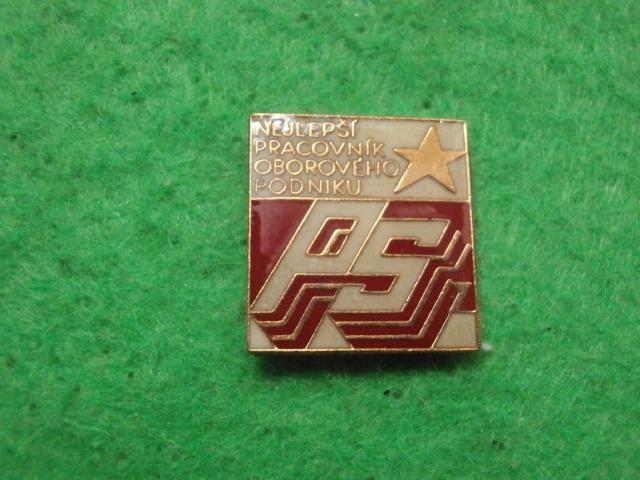 NEJLEPŠÍ
PRACOVNÍK
OBOROVÉHO
PODNIKU
PS